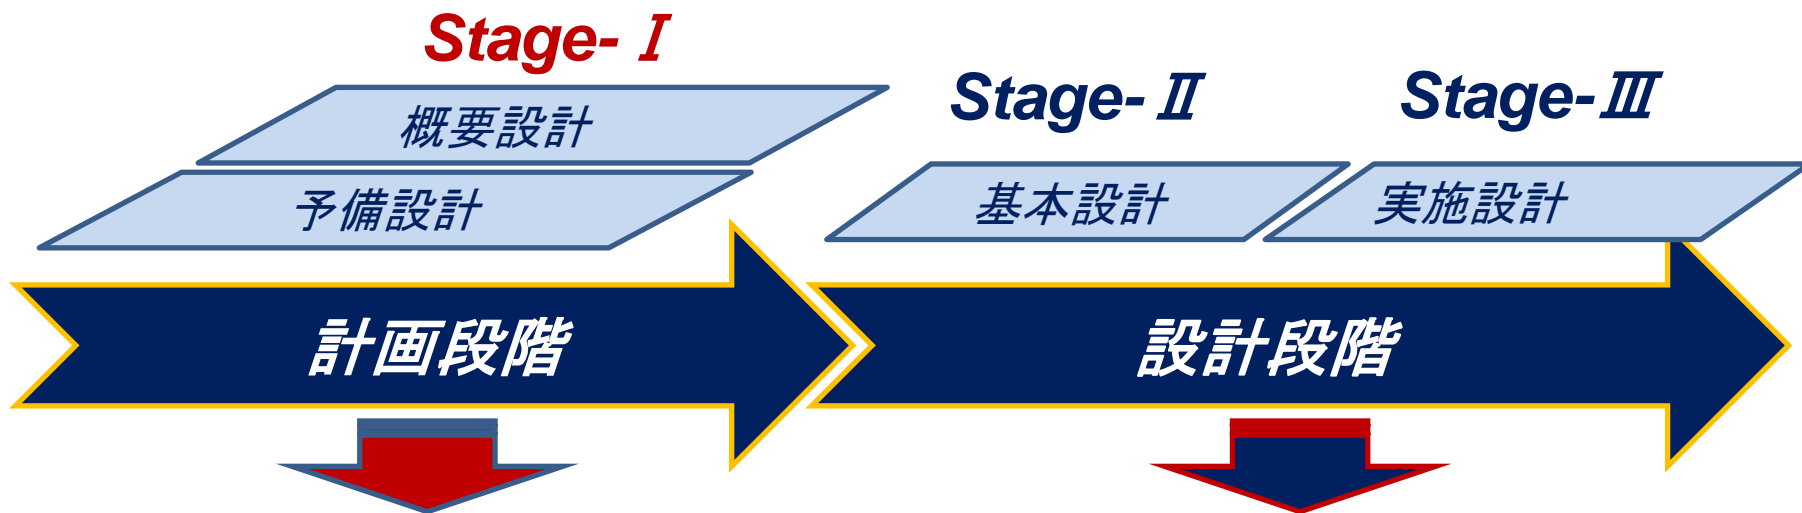 Stage-Ⅰ
概要設計
予備設計
計画段階
Stage-Ⅱ
Stage-Ⅲ
基本設計
実施設計
設計段階